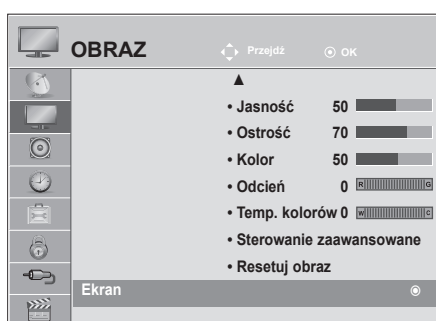 OBRAZ Przejdź OK
▲
• Jasność 50
• Ostrość 70
• Kolor 50
• Odcień 0 R G
• Temp. kolorów 0 W C
• Sterowanie zaawansowane
• Resetuj obraz
Ekran